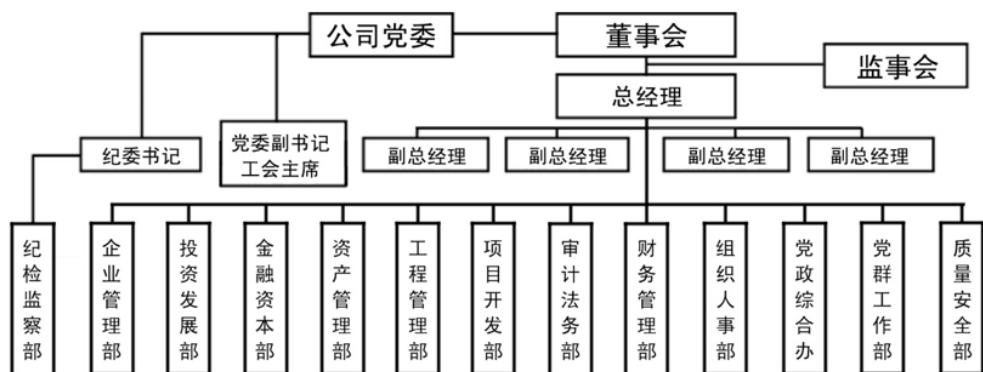 公司党委
董事会
监事会
总经理
纪委书记
党委副书记
工会主席
副总经理
副总经理
副总经理
副总经理
纪检监察部
企业管理部
投资发展部
金融资本部
资产管理部
工程管理部
项目开发部
审计法务部
财务管理部
组织人事部
党政综合办
党群工作部
质量安全部